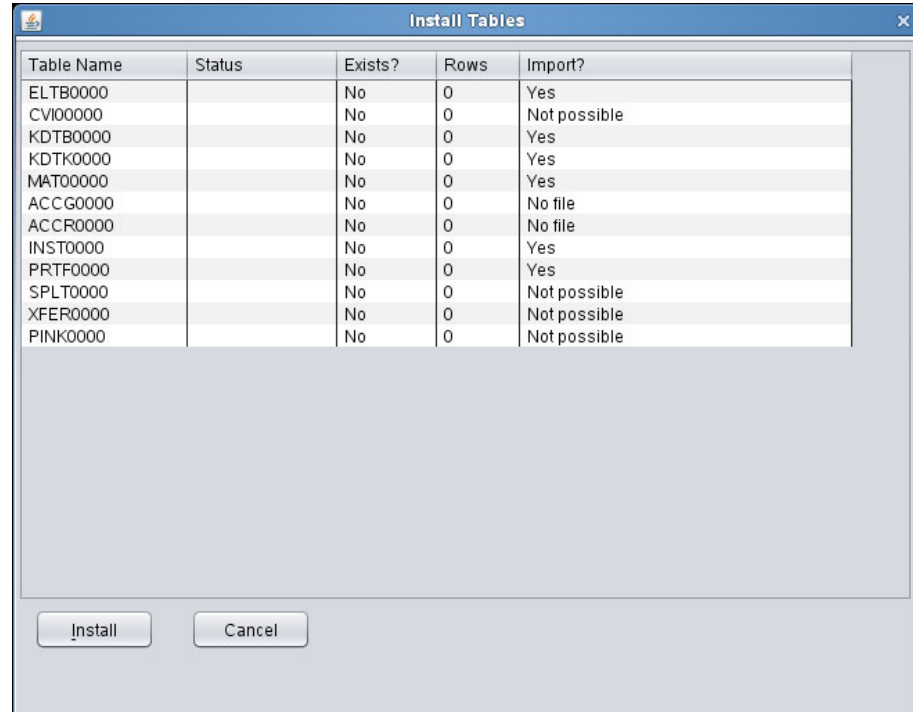 Install Tables
Table Name Status Exists? Rows Import?
ELTB0000 No 0 Yes
CVI00000 No 0 Not possible
KDTB0000 No 0 Yes
KDTK0000 No 0 Yes
MAT00000 No 0 Yes
ACCG0000 No 0 No file
ACCR0000 No 0 No file
INST0000 No 0 Yes
PRTF0000 No 0 Yes
SPLT0000 No 0 Not possible
XFER0000 No 0 Not possible
PINK0000 No 0 Not possible
Install Cancel